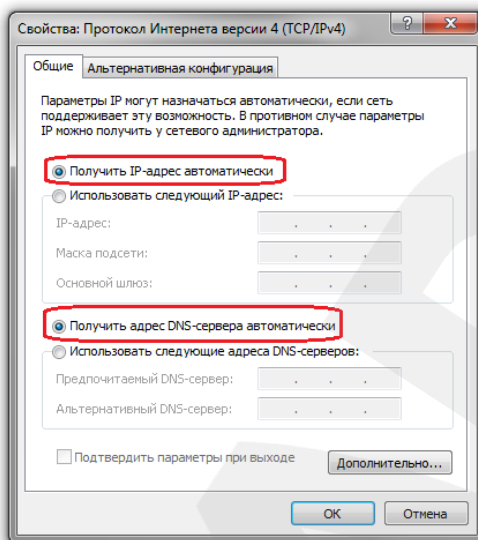 Свойства: Протокол Интернета версии 4 (TCP/IPv4)
Общие
Альтернативная конфигурация
Параметры IP могут назначаться автоматически, если сеть
поддерживает эту возможность. В противном случае параметры
IP можно получить у сетевого администратора.
Получить IP-адрес автоматически
Использовать следующий IP-адрес:
IP-адрес:
Маска подсети:
Основной шлюз:
Получить адрес DNS-сервера автоматически
Использовать следующие адреса DNS-серверов:
Предпочитаемый DNS-сервер:
Альтернативный DNS-сервер:
Подтвердить параметры при выходе
Дополнительно...
ОК
Отмена